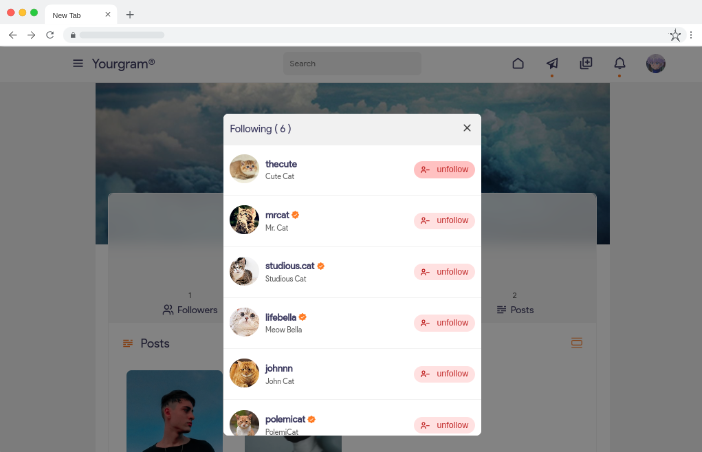 New Tab
Yourgram®
Search
Following ( 6 )
thecute
Cute Cat
unfollow
mrcat
Mr. Cat
unfollow
studious.cat
Studious Cat
unfollow
lifebella
Meow Bella
unfollow
johnnn
John Cat
unfollow
polemicat
PolemiCat
unfollow
1
Followers
2
Posts
Posts